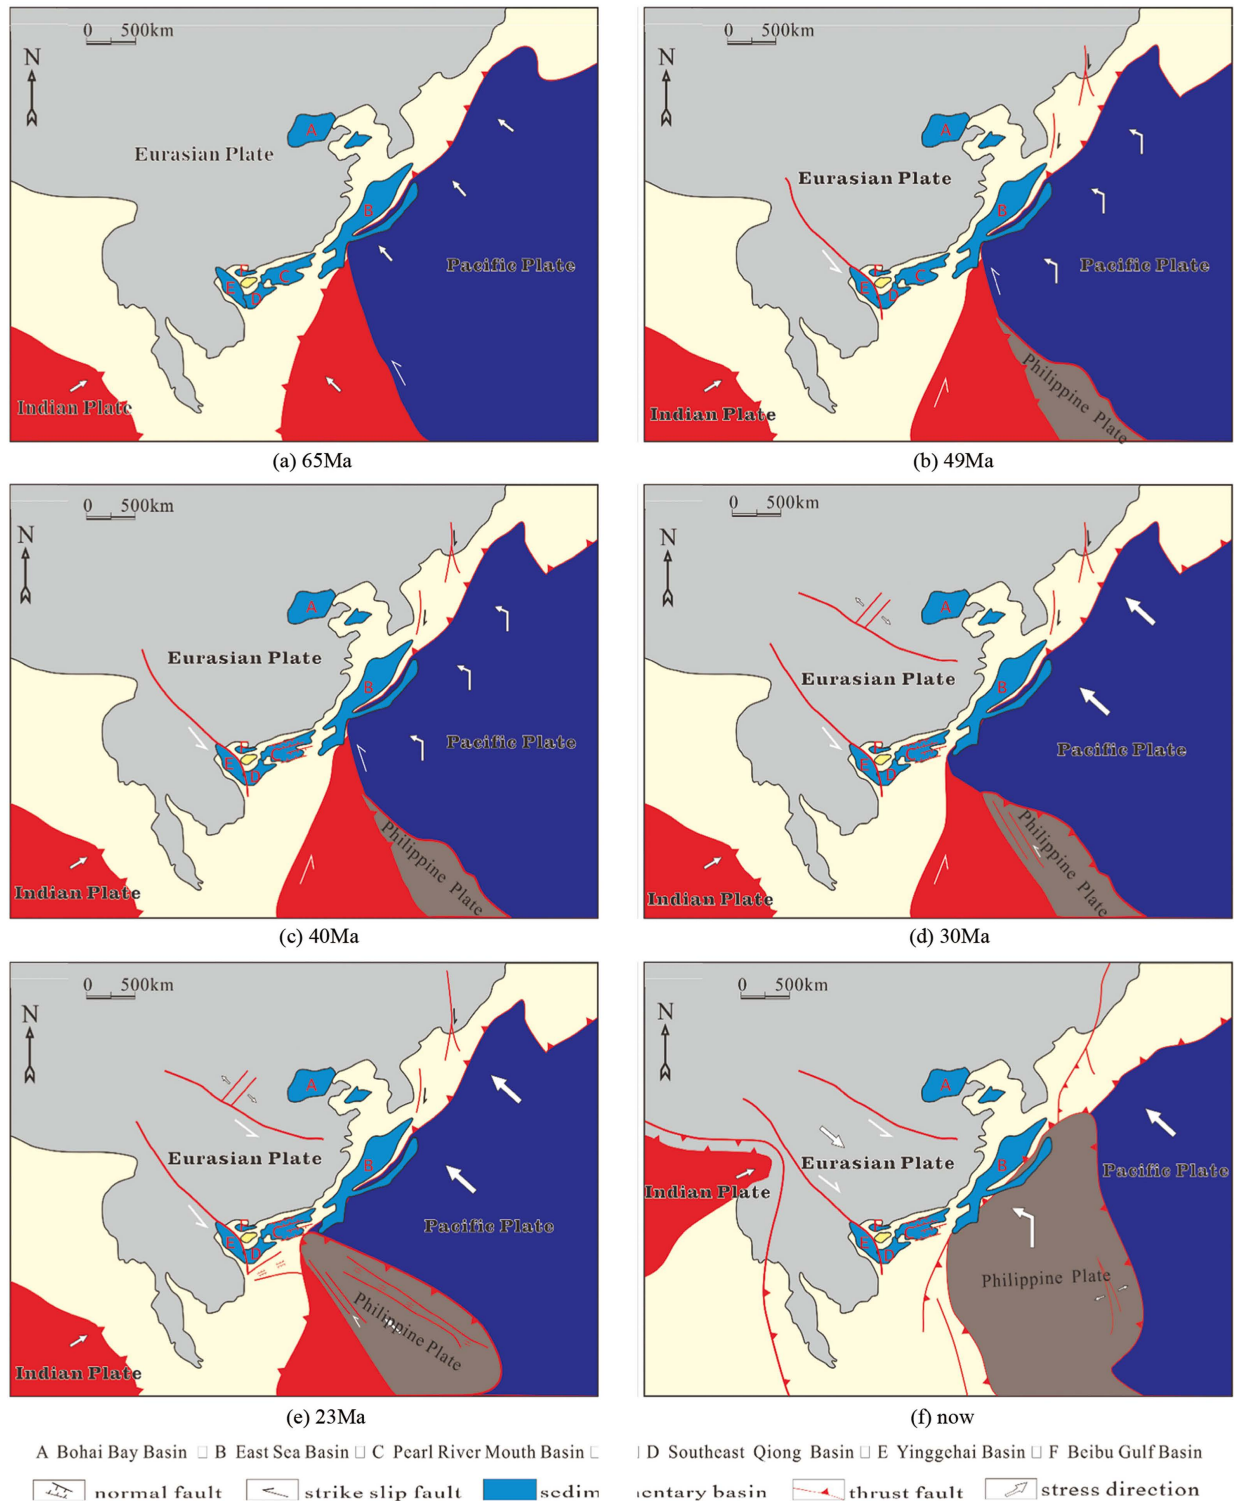 0 500km
N
A
Eurasian Plate
B
Pacific Plate
F
E
C
D
Indian Plate
(a) 65Ma
0 500km
N
A
Eurasian Plate
B
Pacific Plate
F
E
C
D
Philippine Plate
Indian Plate
(b) 49Ma
0 500km
N
A
Eurasian Plate
B
Pacific Plate
F
E
C
D
Philippine Plate
Indian Plate
(c) 40Ma
0 500km
N
A
Eurasian Plate
B
Pacific Plate
F
E
C
D
Philippine Plate
Indian Plate
(d) 30Ma
0 500km
N
A
Eurasian Plate
B
Pacific Plate
F
E
C
D
Philippine Plate
Indian Plate
(e) 23Ma
0 500km
N
A
Eurasian Plate
B
Pacific Plate
Indian Plate
F
E
C
D
Philippine Plate
(f) now
A Bohai Bay Basin □ B East Sea Basin □ C Pearl River Mouth Basin □ D Southeast Qiong Basin □ E Yinggehai Basin □ F Beibu Gulf Basin
normal fault strike slip fault sedimentary basin thrust fault stress direction